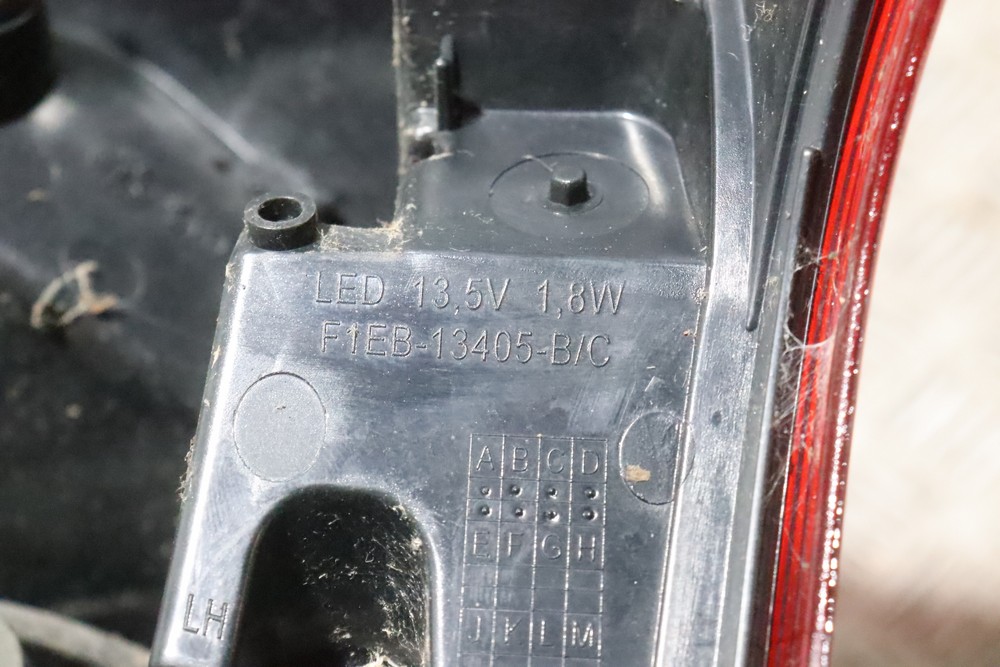 LED 13,5V 1,8W
F1EB-13405-B/C
A B C D
E F G H
J K L M
LH